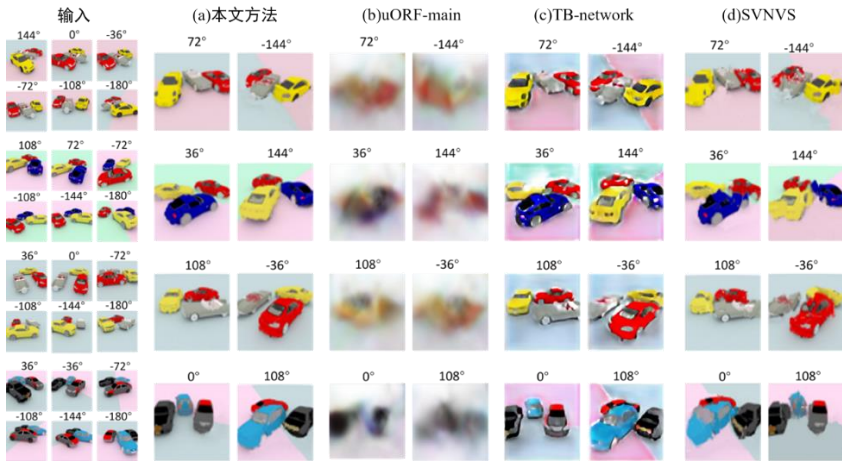 输入 (a)本文方法 (b)uORF-main (c)TB-network (d)SVNVS
144° 0° -36° 72° -144° 72° -144° 72° -144° 72° -144°
-72° -108° -180°
108° 72° -72° 36° 144° 36° 144° 36° 144° 36° 144°
-108° -144° -180°
36° 0° -72° 108° -36° 108° -36° 108° -36° 108° -36°
-108° -144° -180°
36° -36° -72° 0° 108° 0° 108° 0° 108° 0° 108°
-108° -144° -180°